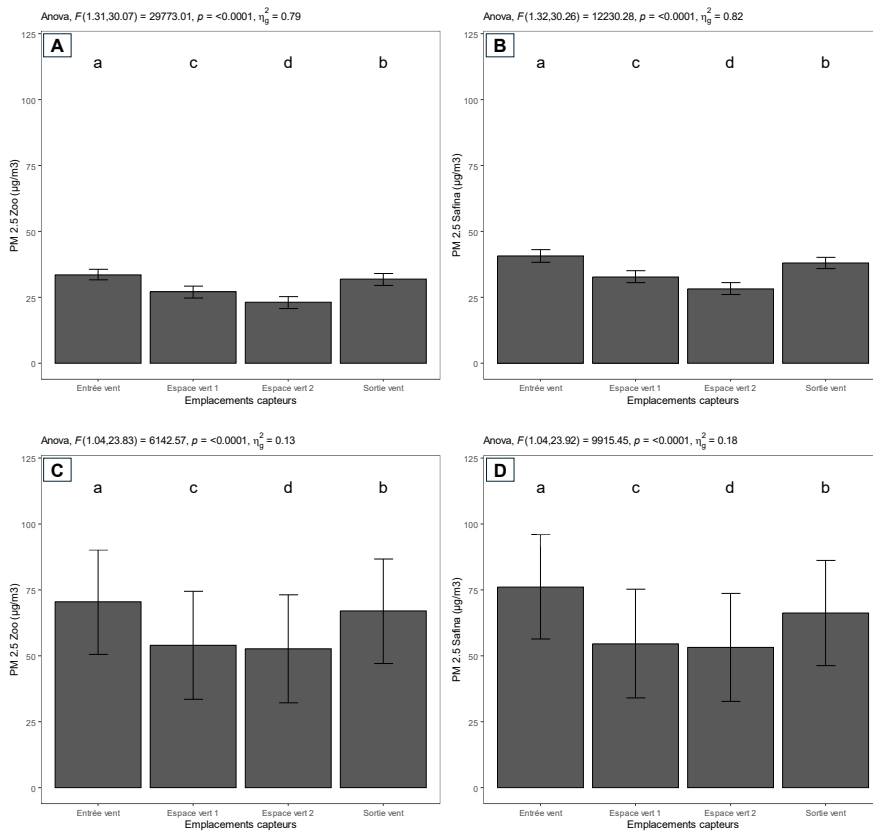 Anova, F(1.31,30.07) = 29773.01, p = <0.0001, η²g = 0.79
A
a c d b
125
100
75
50
25
0
PM 2.5 Zoo (µg/m3)
Entrée vent Espace vert 1 Espace vert 2 Sortie vent
Emplacements capteurs
Anova, F(1.32,30.26) = 12230.28, p = <0.0001, η²g = 0.82
B
a c d b
125
100
75
50
25
0
PM 2.5 Safina (µg/m3)
Entrée vent Espace vert 1 Espace vert 2 Sortie vent
Emplacements capteurs
Anova, F(1.04,23.83) = 6142.57, p = <0.0001, η²g = 0.13
C
a c d b
125
100
75
50
25
0
PM 2.5 Zoo (µg/m3)
Entrée vent Espace vert 1 Espace vert 2 Sortie vent
Emplacements capteurs
Anova, F(1.04,23.92) = 9915.45, p = <0.0001, η²g = 0.18
D
a c d b
125
100
75
50
25
0
PM 2.5 Safina (µg/m3)
Entrée vent Espace vert 1 Espace vert 2 Sortie vent
Emplacements capteurs